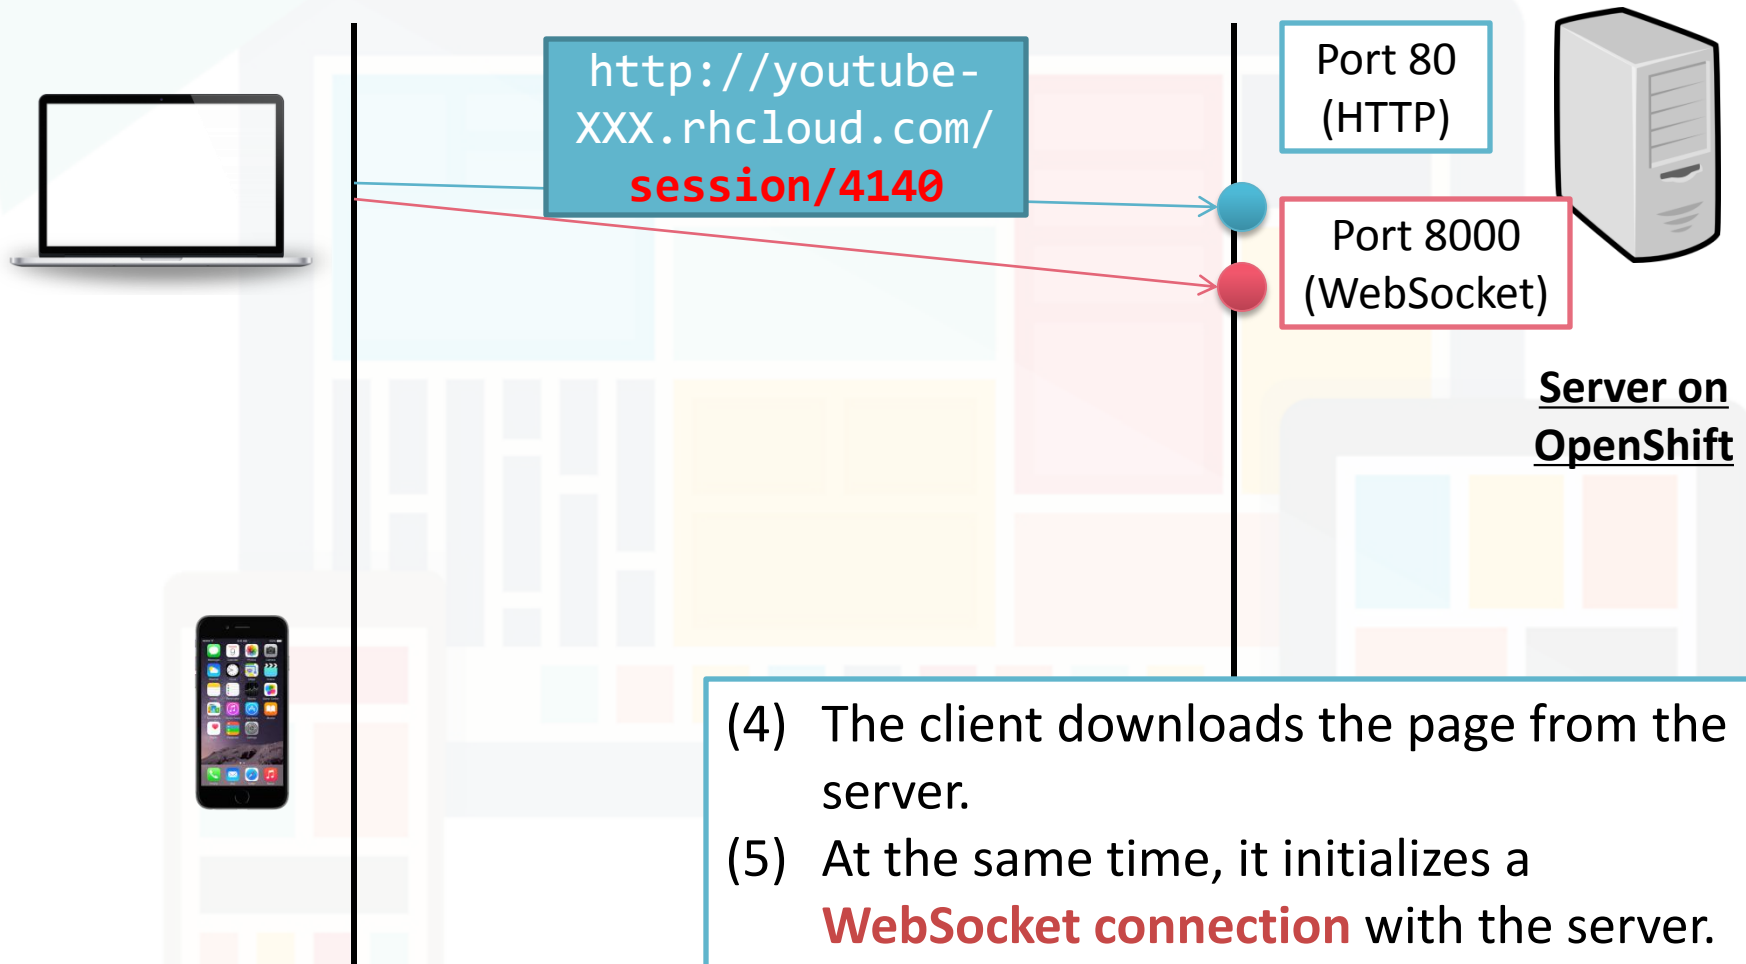 http://youtube-
XXX.rhcloud.com/
session/4140
Port 80
(HTTP)
Port 8000
(WebSocket)
Server on
OpenShift
(4) The client downloads the page from the
server.
(5) At the same time, it initializes a
WebSocket connection with the server.